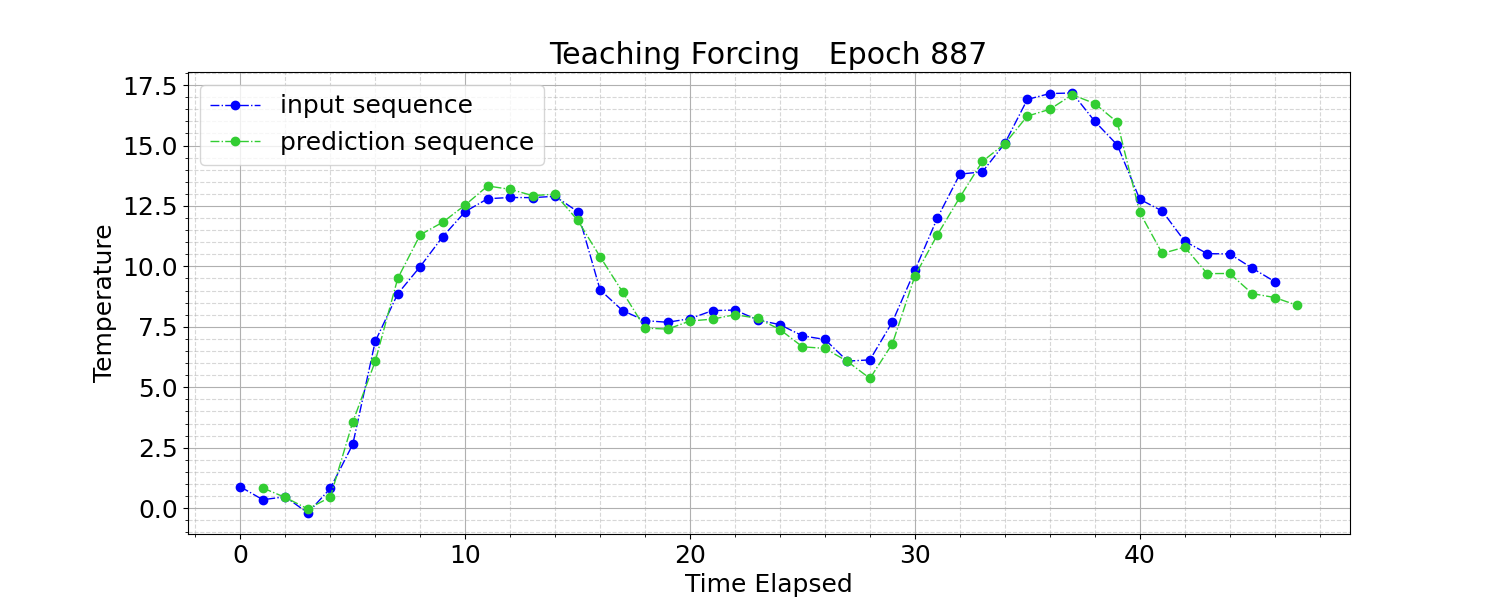 Teaching Forcing   Epoch 887
input sequence
prediction sequence
Temperature
17.5
15.0
12.5
10.0
7.5
5.0
2.5
0.0
0 10 20 30 40
Time Elapsed